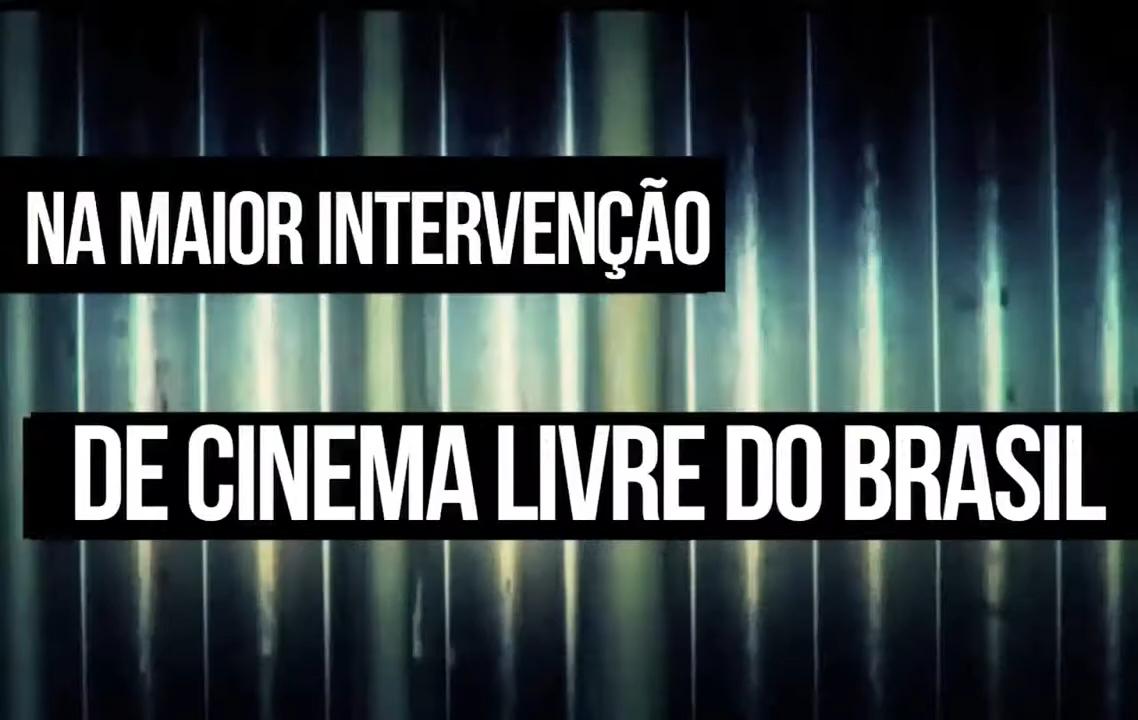 NA MAIOR INTERVENÇÃO
DE CINEMA LIVRE DO BRASIL